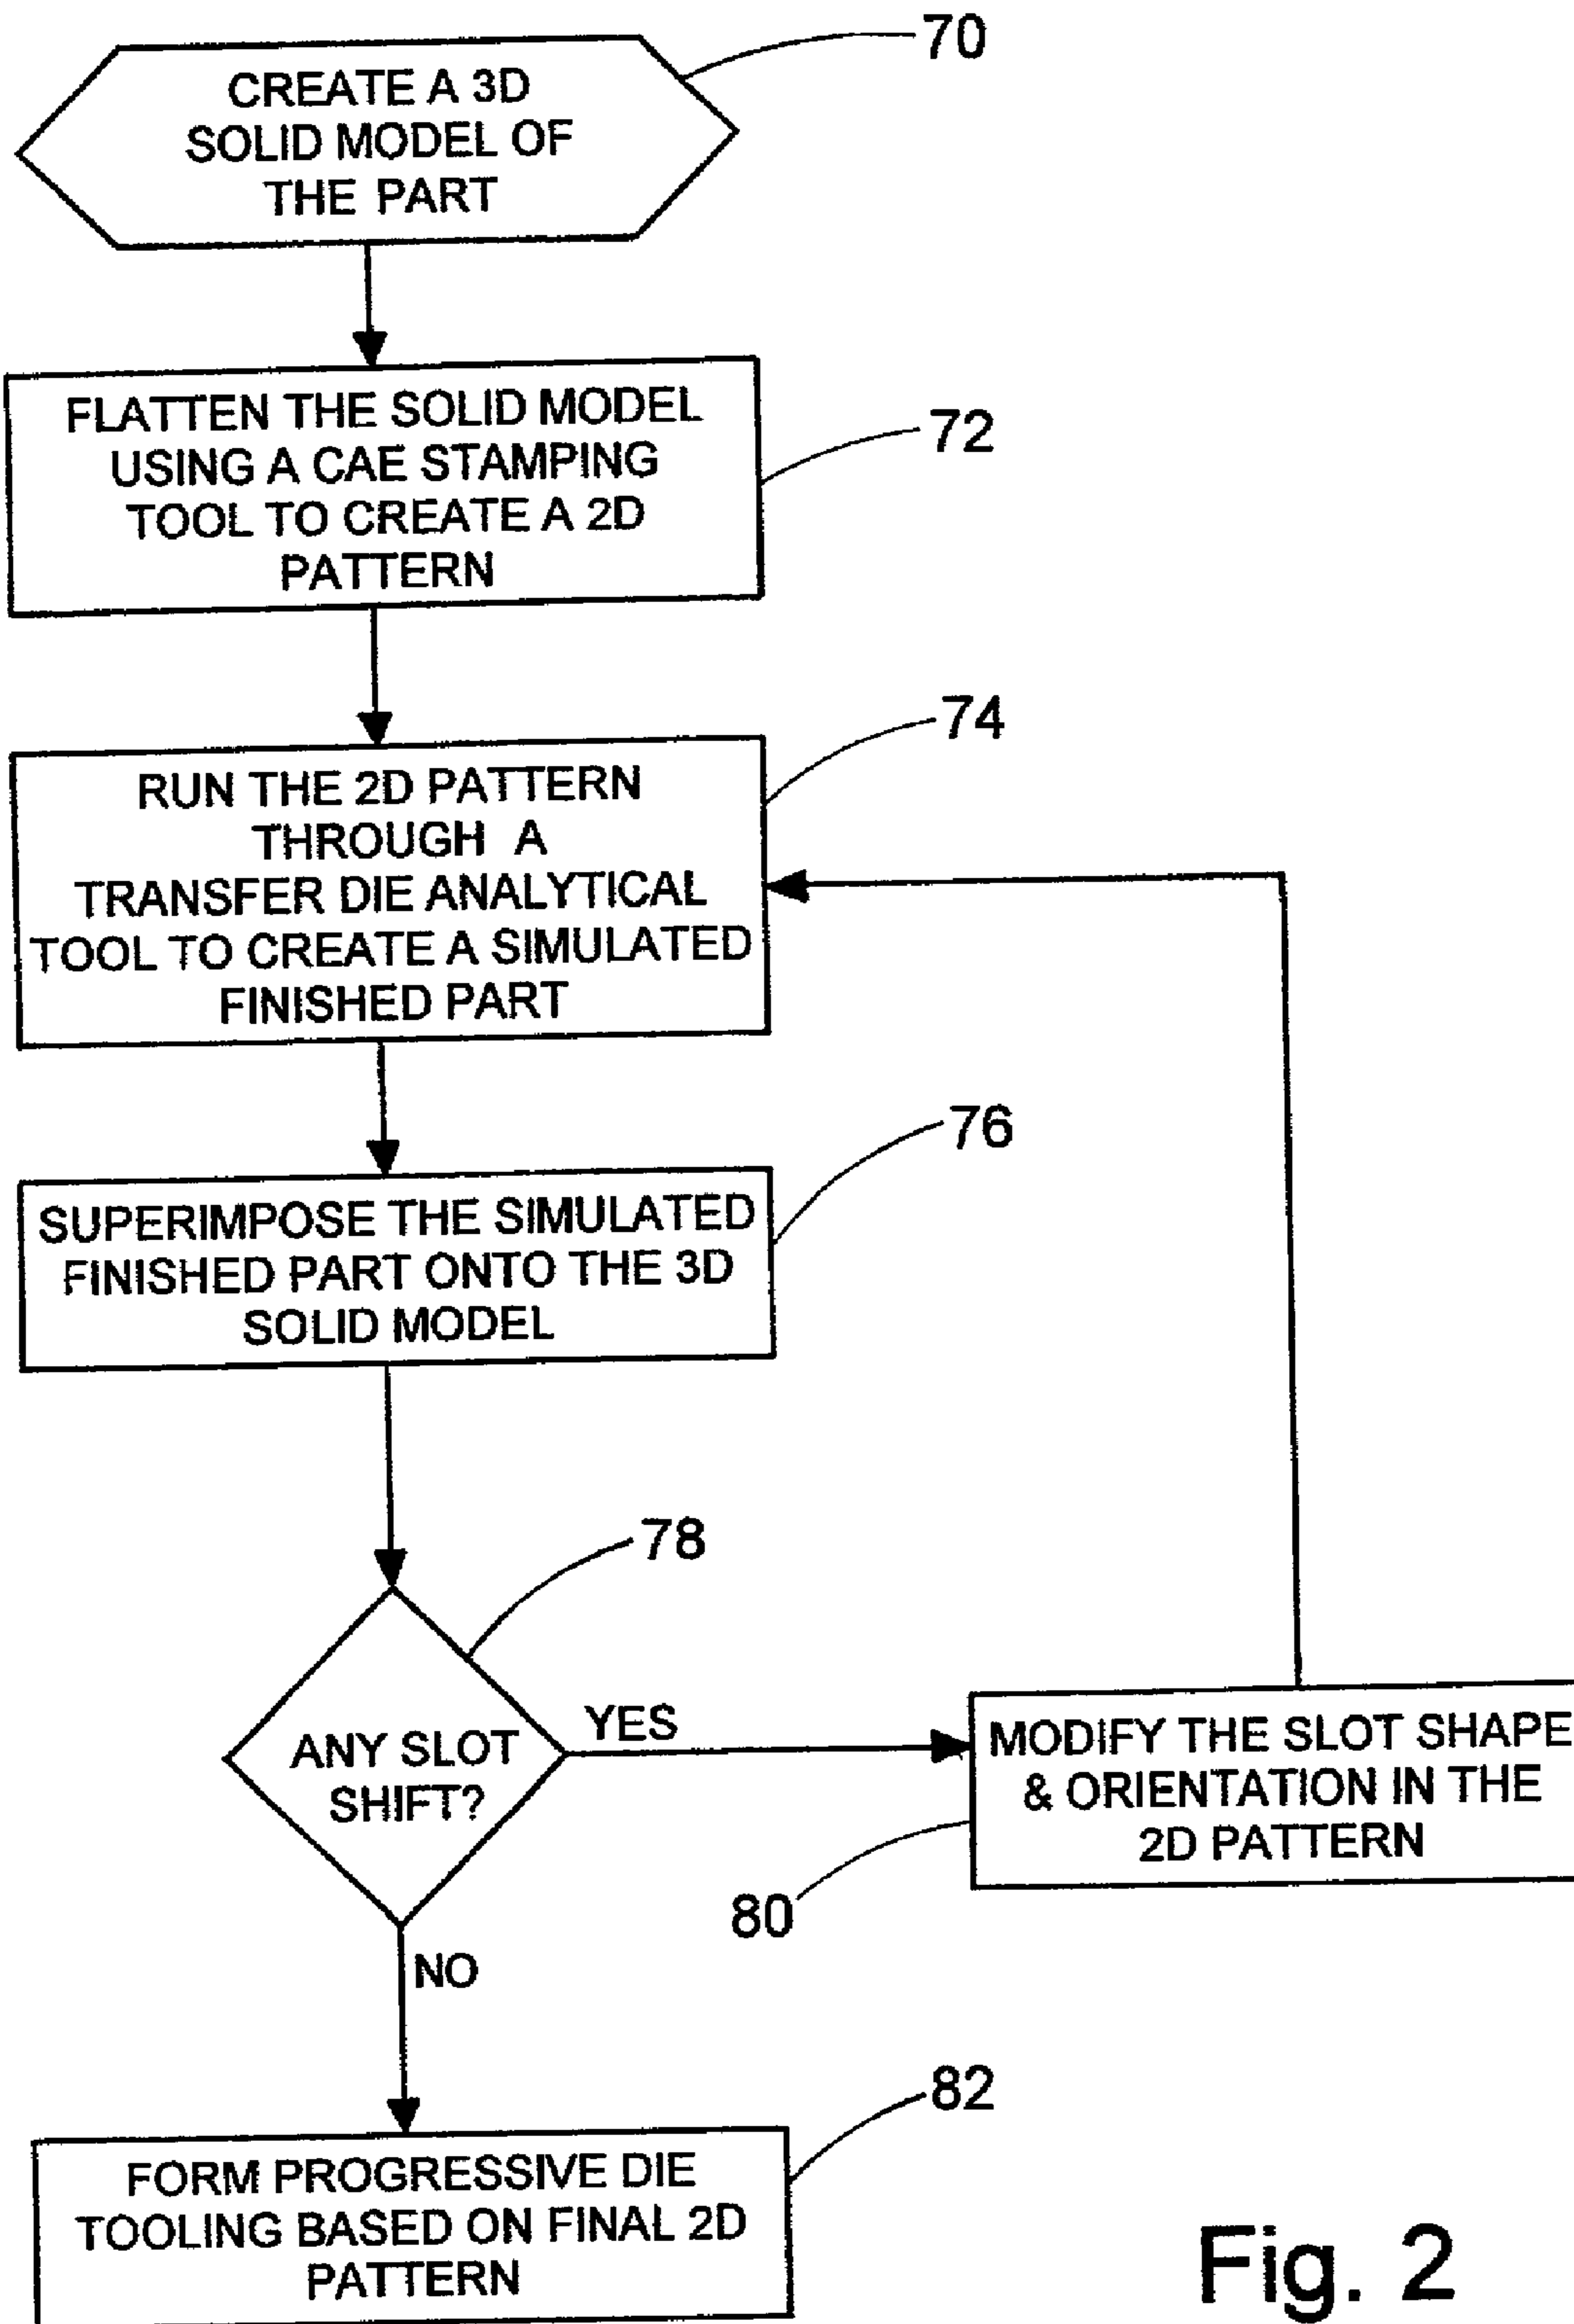 70
CREATE A 3D
SOLID MODEL OF
THE PART
FLATTEN THE SOLID MODEL
USING A CAE STAMPING
TOOL TO CREATE A 2D
PATTERN
72
RUN THE 2D PATTERN
THROUGH A
TRANSFER DIE ANALYTICAL
TOOL TO CREATE A SIMULATED
FINISHED PART
74
SUPERIMPOSE THE SIMULATED
FINISHED PART ONTO THE 3D
SOLID MODEL
76
78
ANY SLOT
SHIFT?
YES
MODIFY THE SLOT SHAPE
& ORIENTATION IN THE
2D PATTERN
80
NO
82
FORM PROGRESSIVE DIE
TOOLING BASED ON FINAL 2D
PATTERN
Fig. 2